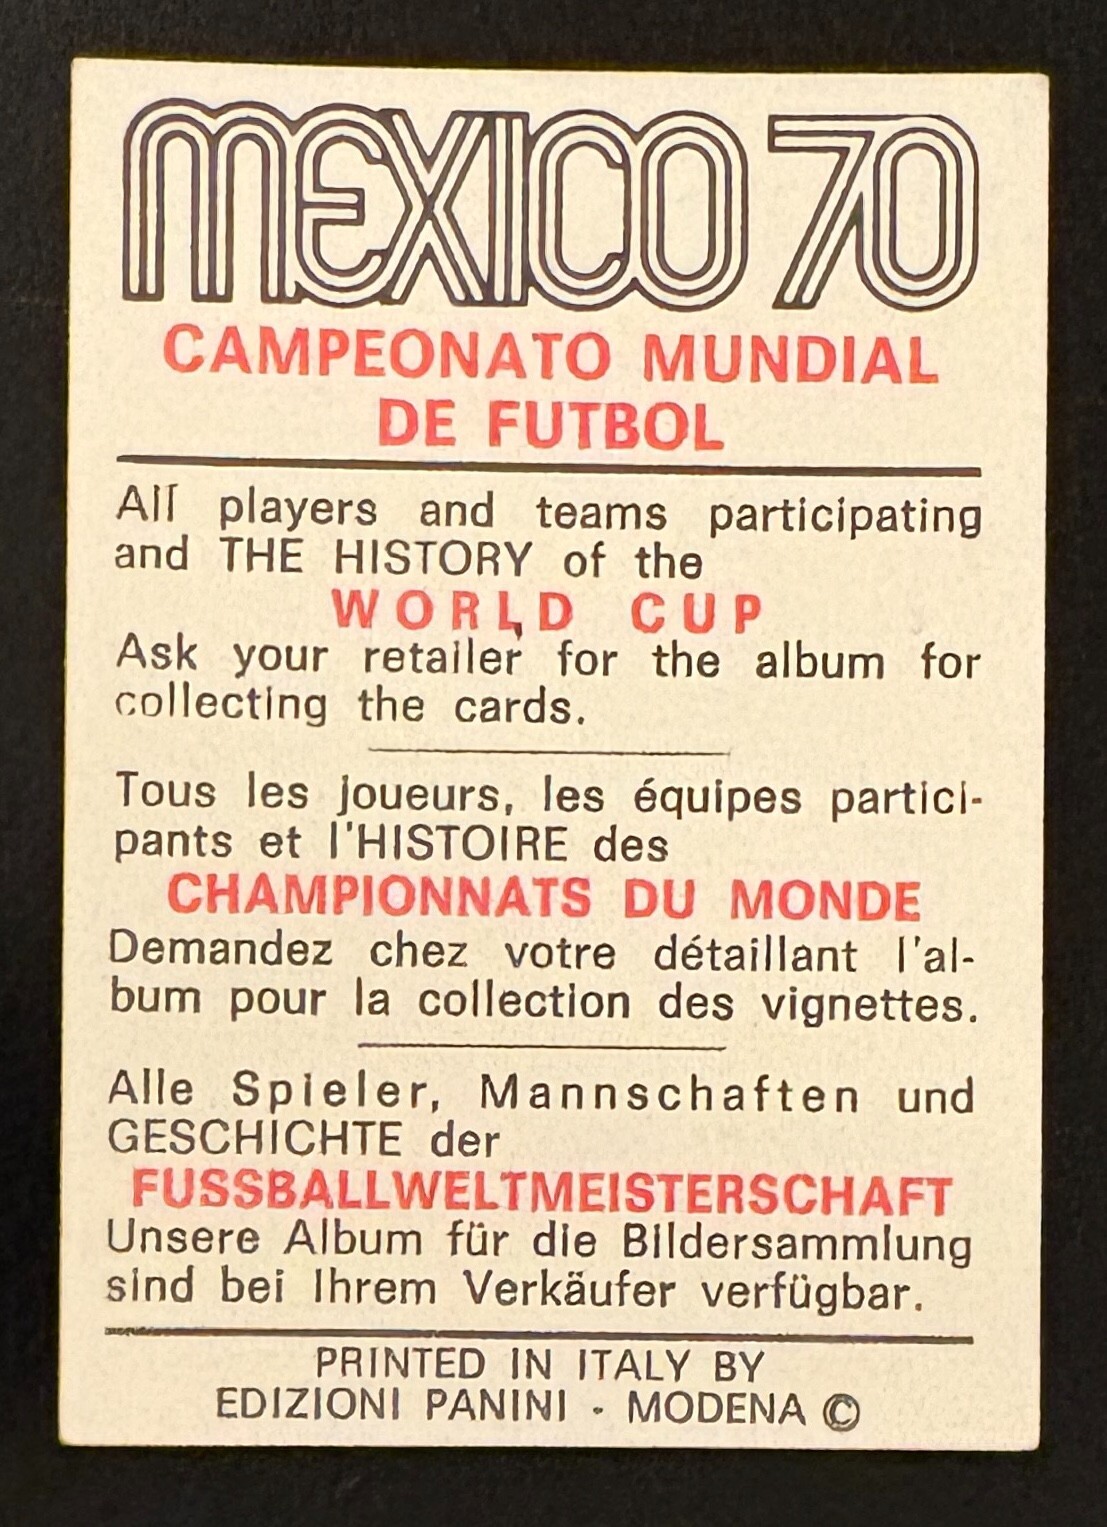 MEXICO 70
CAMPEONATO MUNDIAL
DE FUTBOL
All players and teams participating
and THE HISTORY of the
WORLD CUP
Ask your retailer for the album for
collecting the cards.
Tous les joueurs, les équipes partici-
pants et l'HISTOIRE des
CHAMPIONNATS DU MONDE
Demandez chez votre détaillant l'al-
bum pour la collection des vignettes.
Alle Spieler, Mannschaften und
GESCHICHTE der
FUSSBALLWELTMEISTERSCHAFT
Unsere Album für die Bildersammlung
sind bei Ihrem Verkäufer verfügbar.
PRINTED IN ITALY BY
EDIZIONI PANINI - MODENA ©